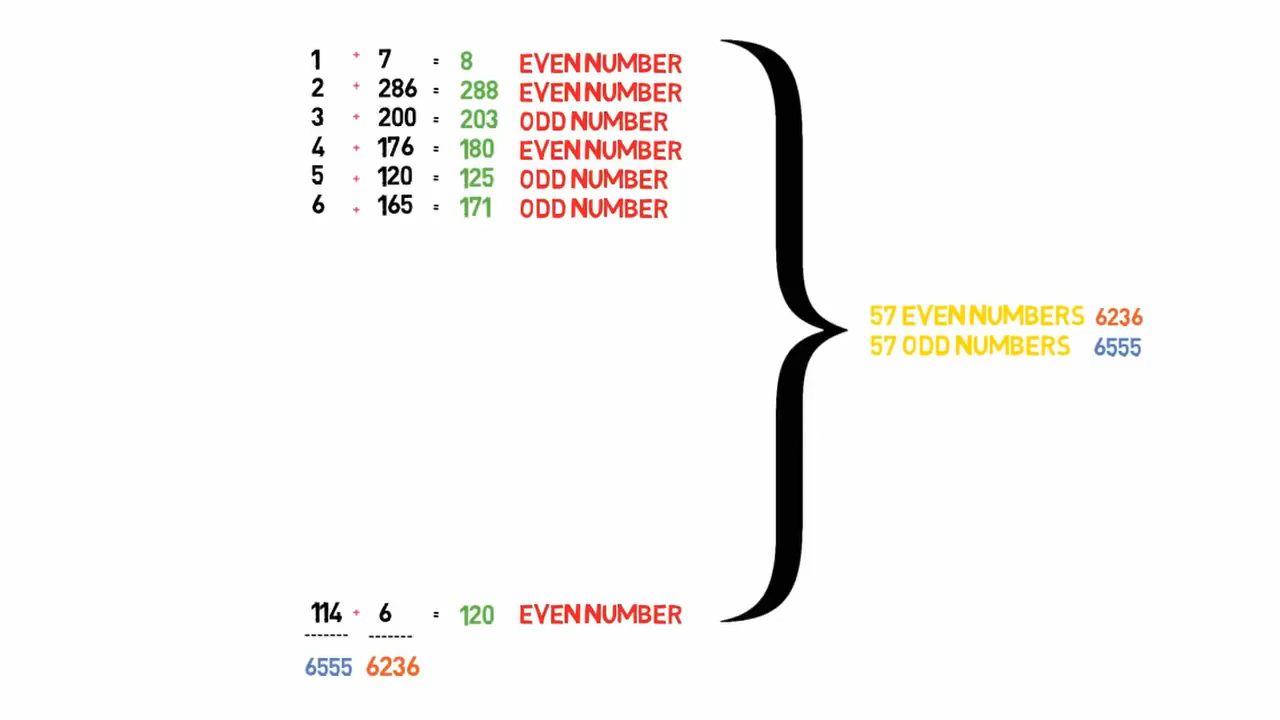 1 + 7 = 8 EVEN NUMBER
2 + 286 = 288 EVEN NUMBER
3 + 200 = 203 ODD NUMBER
4 + 176 = 180 EVEN NUMBER
5 + 120 = 125 ODD NUMBER
6 + 165 = 171 ODD NUMBER
57 EVEN NUMBERS 6236
57 ODD NUMBERS 6555
114 + 6 = 120 EVEN NUMBER
------- -------
6555 6236